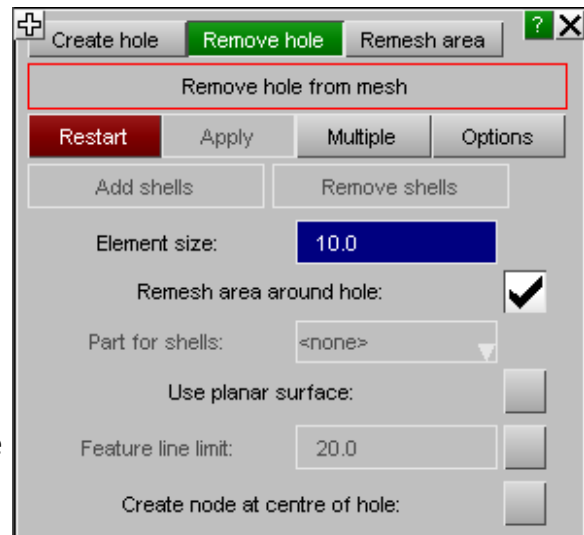 Create hole Remove hole Remesh area ? X
Remove hole from mesh
Restart Apply Multiple Options
Add shells Remove shells
Element size: 10.0
Remesh area around hole:
Part for shells: <none>
Use planar surface:
Feature line limit: 20.0
Create node at centre of hole: